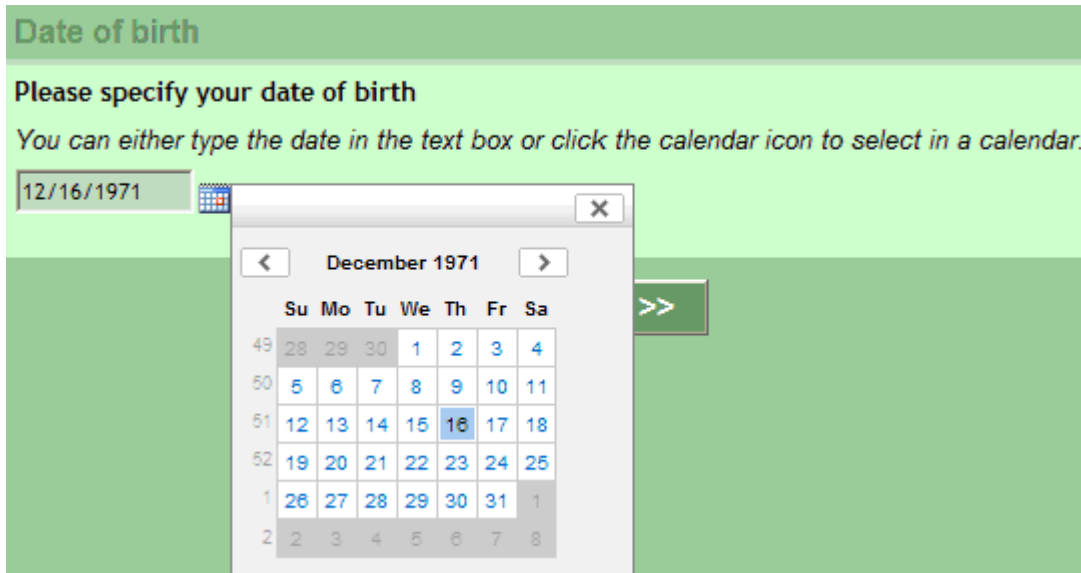 Date of birth
Please specify your date of birth
You can either type the date in the text box or click the calendar icon to select in a calendar.
12/16/1971
December 1971
Su Mo Tu We Th Fr Sa
49 28 29 30 1 2 3 4
50 5 6 7 8 9 10 11
51 12 13 14 15 16 17 18
52 19 20 21 22 23 24 25
1 26 27 28 29 30 31 1
2 2 3 4 5 6 7 8
>>